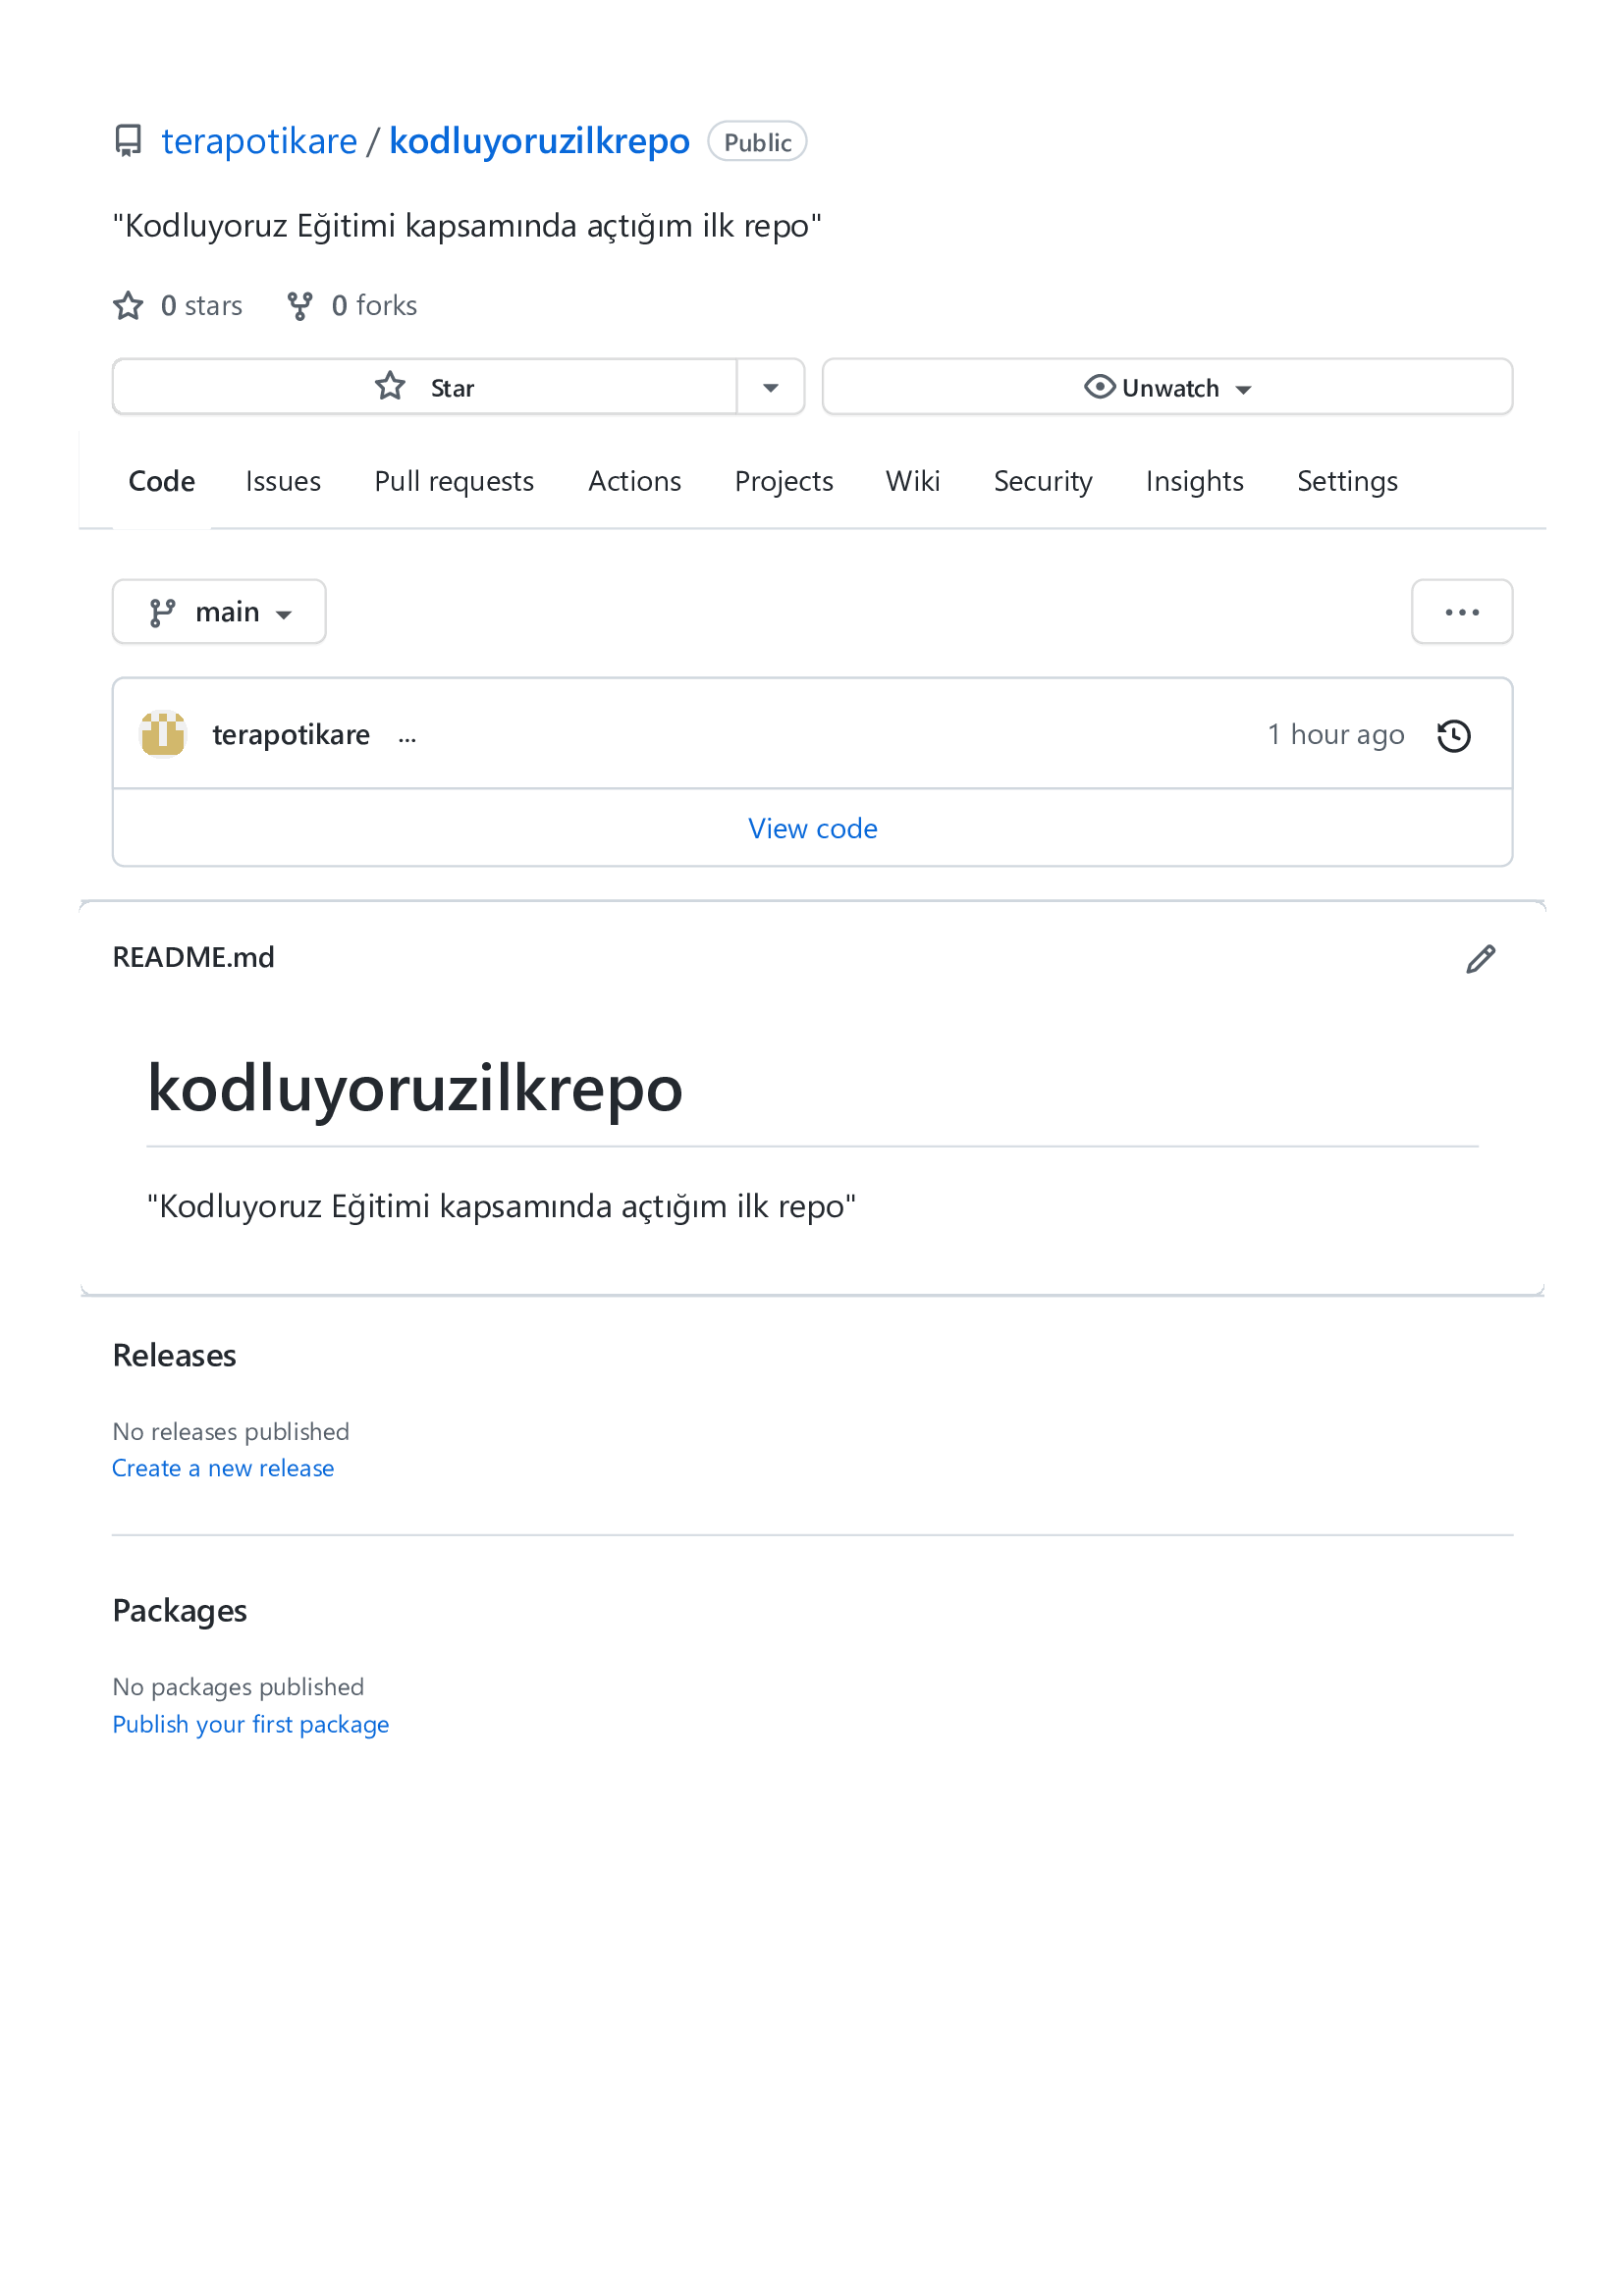 terapotikare / kodluyoruzilkrepo Public
"Kodluyoruz Eğitimi kapsamında açtığım ilk repo"
0 stars 0 forks
Star Unwatch
Code Issues Pull requests Actions Projects Wiki Security Insights Settings
main
terapotikare ... 1 hour ago
View code
README.md
kodluyoruzilkrepo
"Kodluyoruz Eğitimi kapsamında açtığım ilk repo"
Releases
No releases published
Create a new release
Packages
No packages published
Publish your first package